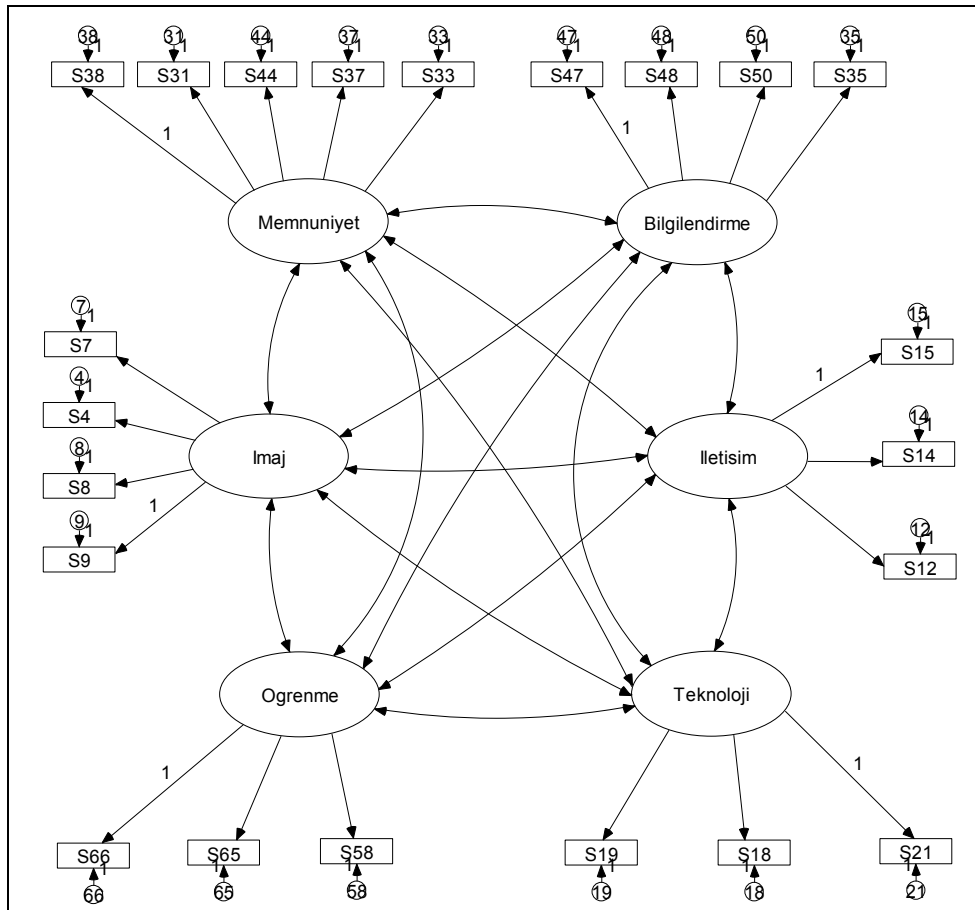 38 31 44 37 33 47 48 50 35
1 1 1 1 1 1 1 1 1
S38 S31 S44 S37 S33 S47 S48 S50 S35
1 1
Memnuniyet Bilgilendirme
7 1
S7
15 1
S15
1
4 1
S4
14 1
S14
8 1
S8
Imaj Iletisim
1
9 1
S9
12 1
S12
Ogrenme Teknoloji
1 1
S66 S65 S58 S19 S18 S21
1 1 1 1 1 1
66 65 58 19 18 21